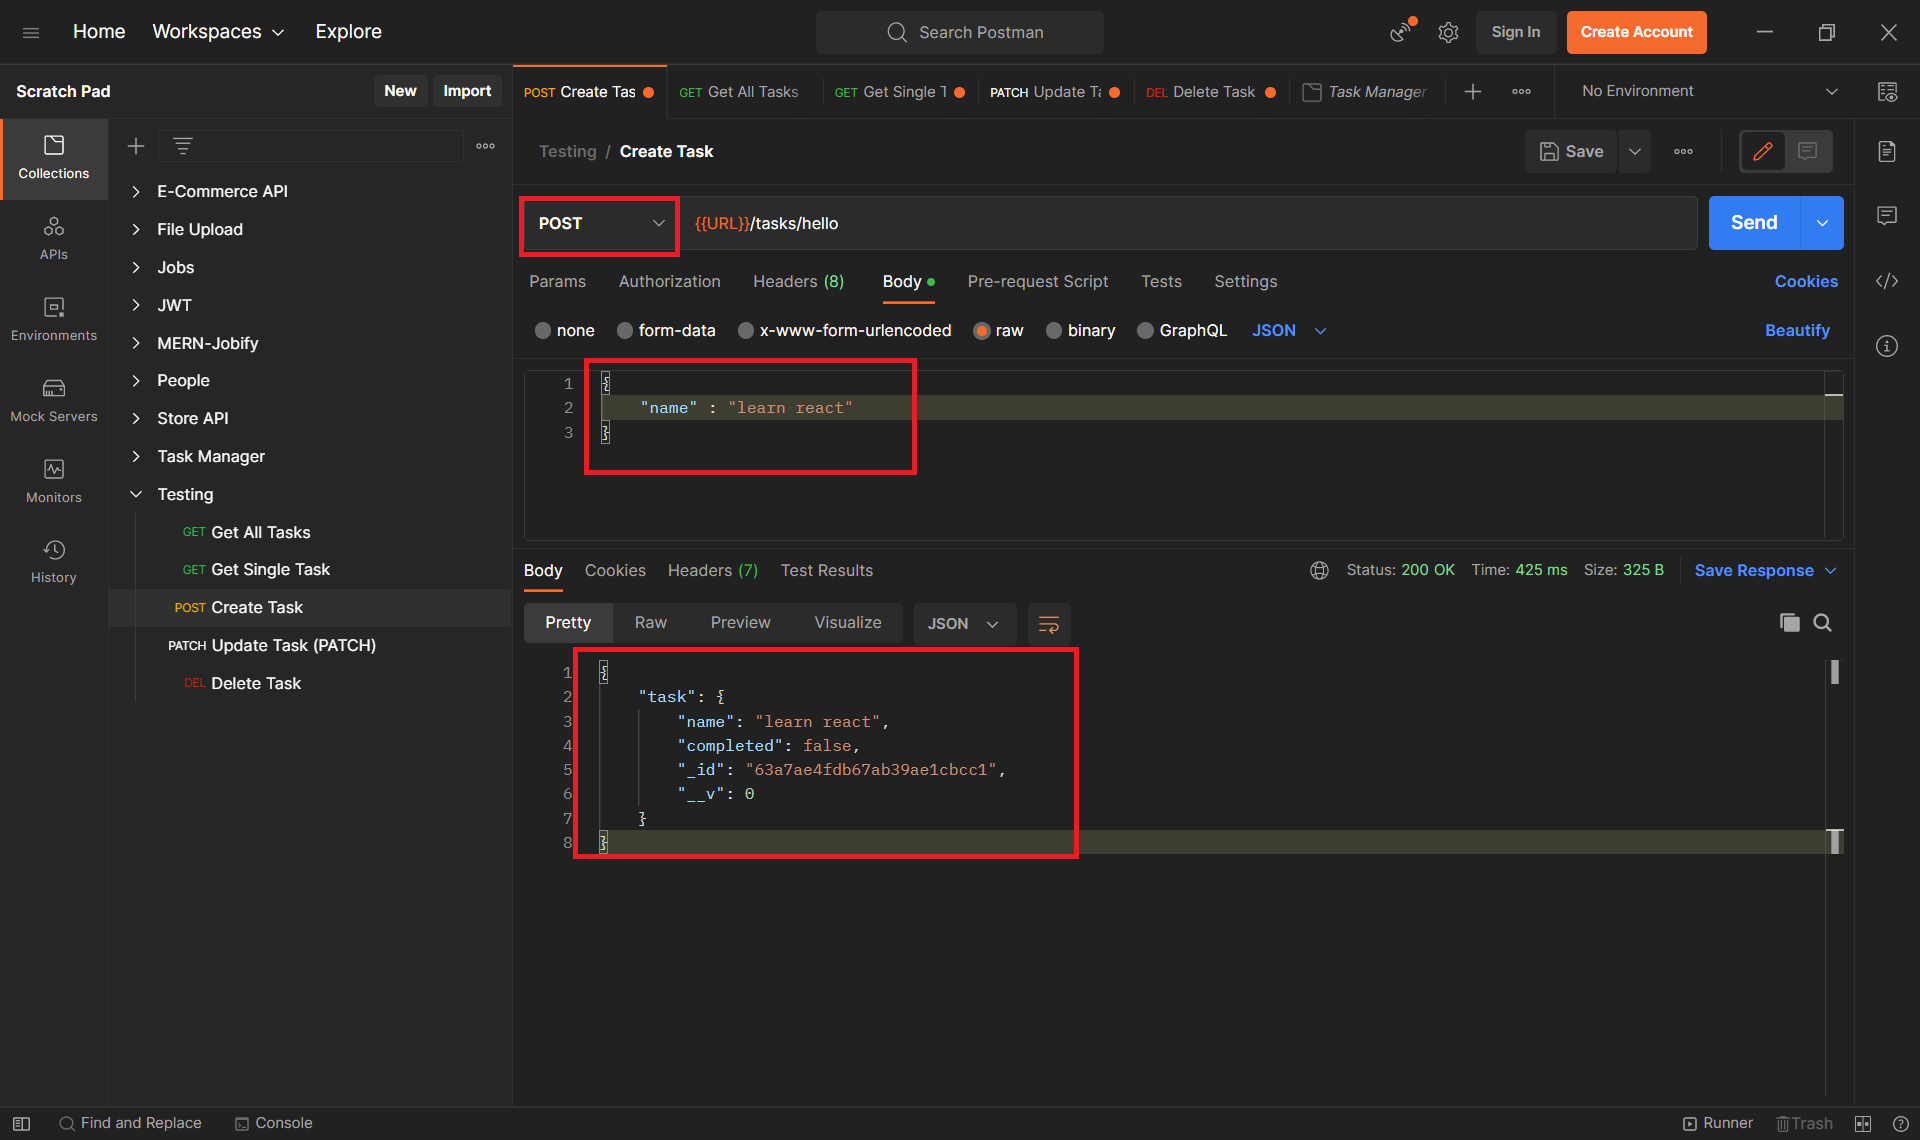 Home Workspaces Explore Search Postman Sign In Create Account
Scratch Pad New Import
POST Create Tas GET Get All Tasks GET Get Single T PATCH Update Ta DEL Delete Task Task Manager No Environment
Collections
APIs
Environments
Mock Servers
Monitors
History
E-Commerce API
File Upload
Jobs
JWT
MERN-Jobify
People
Store API
Task Manager
Testing
GET Get All Tasks
GET Get Single Task
POST Create Task
PATCH Update Task (PATCH)
DEL Delete Task
Testing / Create Task Save
POST {{URL}}/tasks/hello Send
Params Authorization Headers (8) Body Pre-request Script Tests Settings Cookies
none form-data x-www-form-urlencoded raw binary GraphQL JSON Beautify
1 {
2 "name" : "learn react"
3 }
Body Cookies Headers (7) Test Results Status: 200 OK Time: 425 ms Size: 325 B Save Response
Pretty Raw Preview Visualize JSON
1 {
2 "task": {
3 "name": "learn react",
4 "completed": false,
5 "_id": "63a7ae4fdb67ab39ae1cbcc1",
6 "__v": 0
7 }
8 }
Find and Replace Console Runner Trash